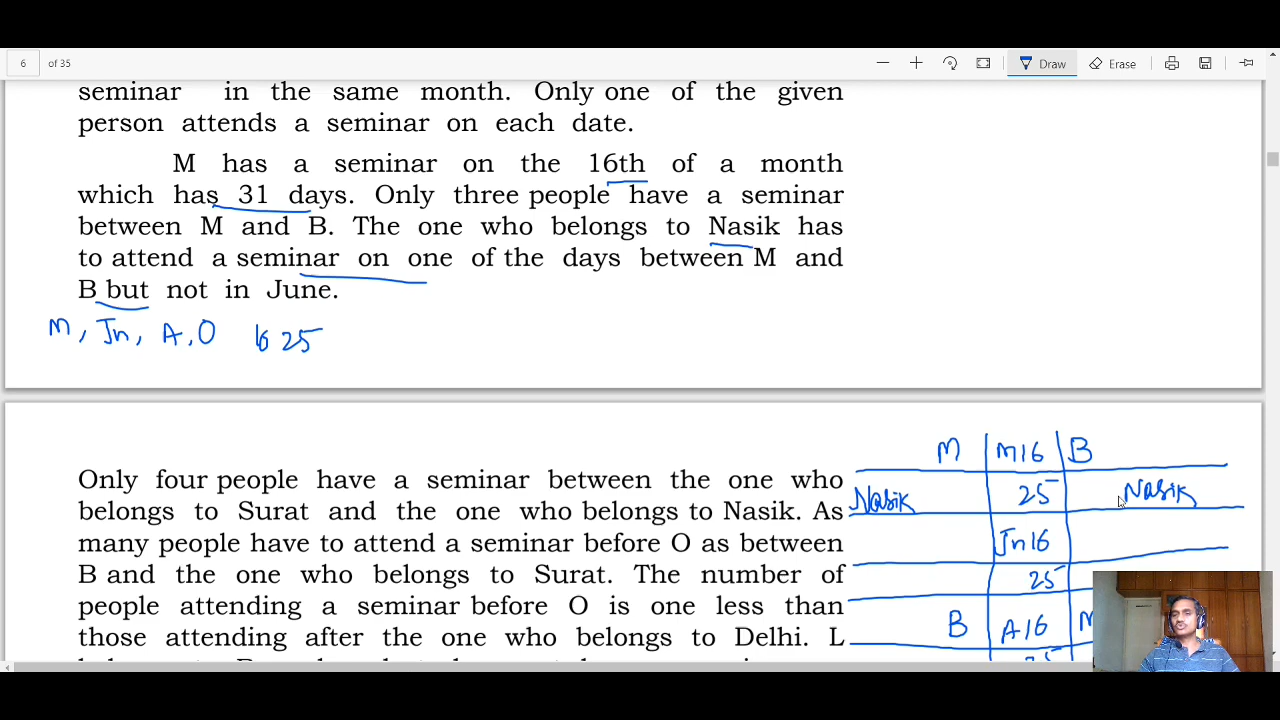 6 of 35
Draw
Erase
seminar in the same month. Only one of the given
person attends a seminar on each date.
M has a seminar on the 16th of a month
which has 31 days. Only three people have a seminar
between M and B. The one who belongs to Nasik has
to attend a seminar on one of the days between M and
B but not in June.
M, Jn, A, O 16 25
Only four people have a seminar between the one who
belongs to Surat and the one who belongs to Nasik. As
many people have to attend a seminar before O as between
B and the one who belongs to Surat. The number of
people attending a seminar before O is one less than
those attending after the one who belongs to Delhi. L
M M16 B
Nasik 25 Nasik
Jn16
25
B A16 M